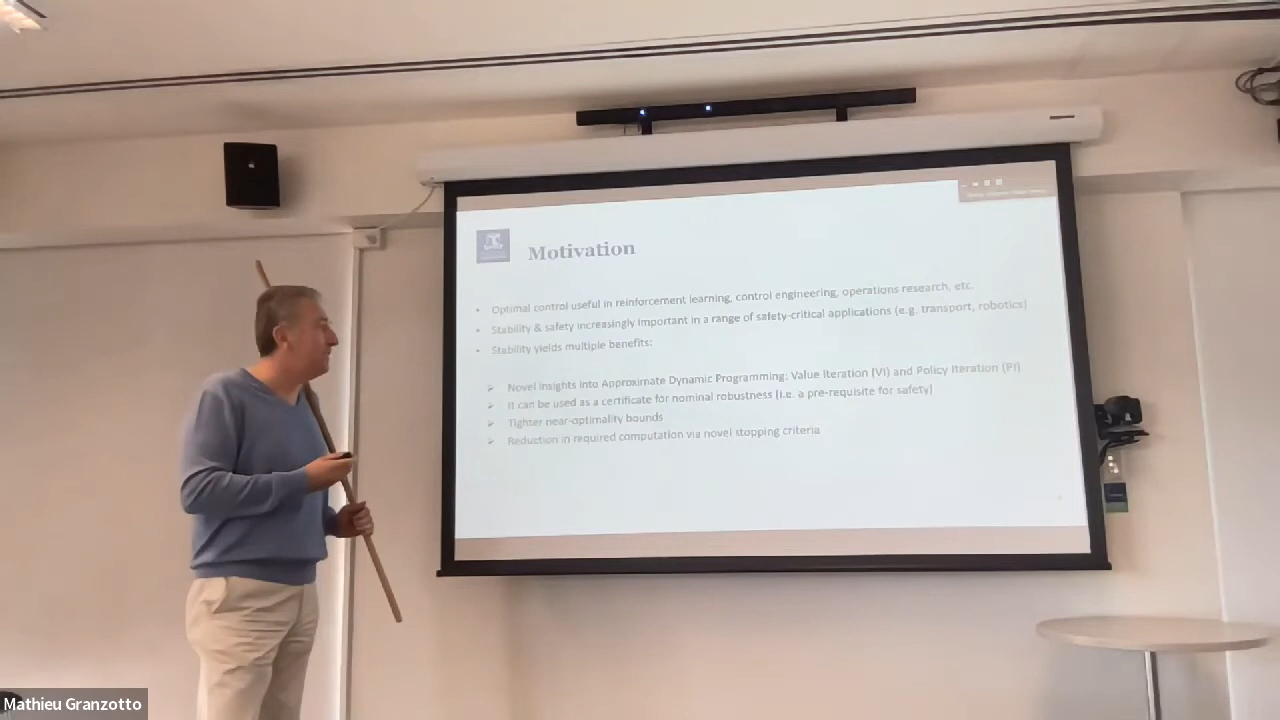 Motivation
• Optimal control useful in reinforcement learning, control engineering, operations research, etc.
• Stability & safety increasingly important in a range of safety-critical applications (e.g. transport, robotics)
• Stability yields multiple benefits:
➢ Novel insights into Approximate Dynamic Programming: Value Iteration (VI) and Policy Iteration (PI)
➢ It can be used as a certificate for nominal robustness (i.e. a pre-requisite for safety)
➢ Tighter near-optimality bounds
➢ Reduction in required computation via novel stopping criteria
Mathieu Granzotto